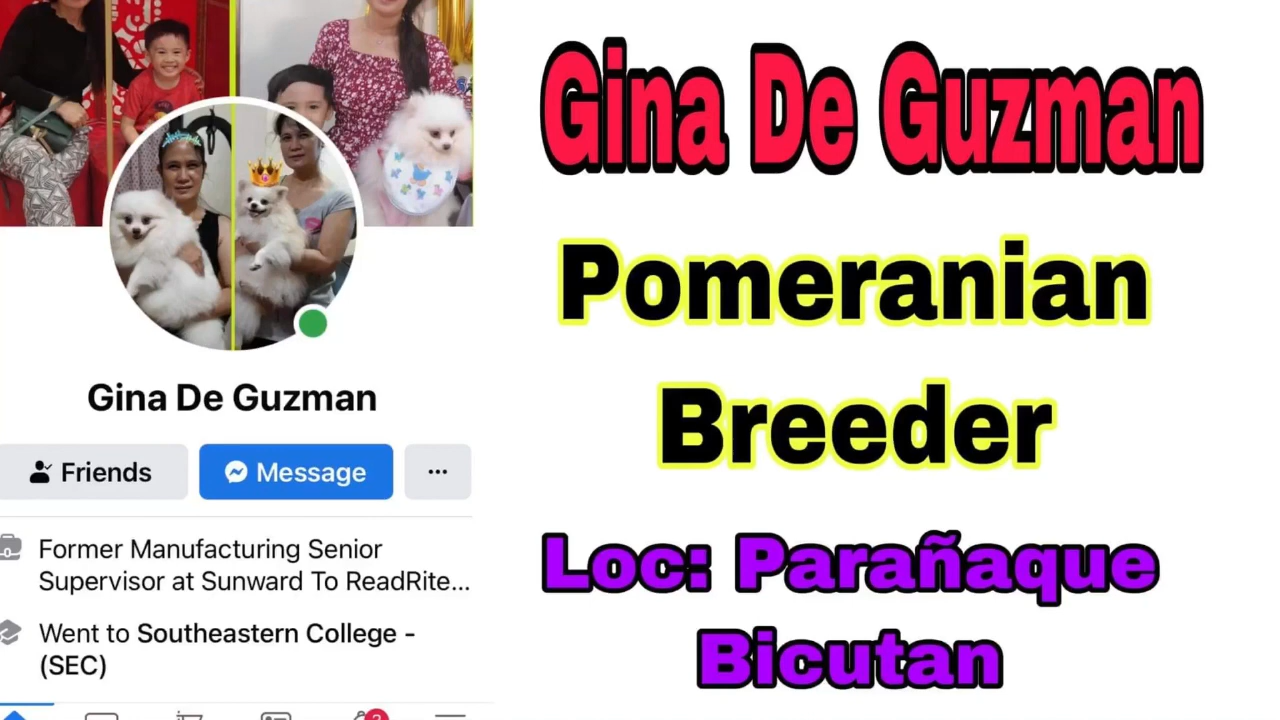 Gina De Guzman
Friends
Message
Former Manufacturing Senior
Supervisor at Sunward To ReadRite...
Went to Southeastern College -
(SEC)
Gina De Guzman
Pomeranian
Breeder
Loc: Parañaque
Bicutan